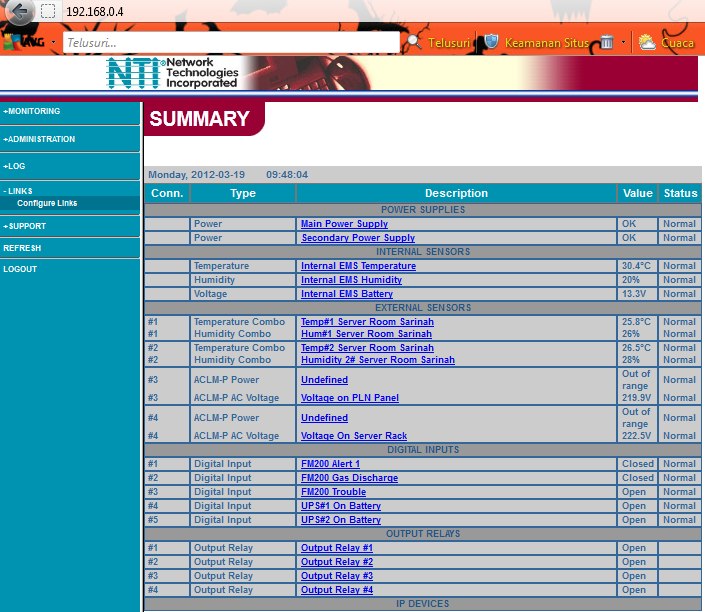 192.168.0.4
AVG Telusuri... Telusuri Keamanan Situs Cuaca
NTI® Network
Technologies
Incorporated
+MONITORING
+ADMINISTRATION
+LOG
- LINKS
Configure Links
+SUPPORT
REFRESH
LOGOUT
SUMMARY
Monday, 2012-03-19 09:48:04
Conn. Type Description Value Status
POWER SUPPLIES
Power Main Power Supply OK Normal
Power Secondary Power Supply OK Normal
INTERNAL SENSORS
Temperature Internal EMS Temperature 30.4°C Normal
Humidity Internal EMS Humidity 20% Normal
Voltage Internal EMS Battery 13.3V Normal
EXTERNAL SENSORS
#1 Temperature Combo Temp#1 Server Room Sarinah 25.8°C Normal
#1 Humidity Combo Hum#1 Server Room Sarinah 26% Normal
#2 Temperature Combo Temp#2 Server Room Sarinah 26.5°C Normal
#2 Humidity Combo Humidity 2# Server Room Sarinah 28% Normal
#3 ACLM-P Power Undefined Out of range Normal
#3 ACLM-P AC Voltage Voltage on PLN Panel 219.9V Normal
#4 ACLM-P Power Undefined Out of range Normal
#4 ACLM-P AC Voltage Voltage On Server Rack 222.5V Normal
DIGITAL INPUTS
#1 Digital Input FM200 Alert 1 Closed Normal
#2 Digital Input FM200 Gas Discharge Closed Normal
#3 Digital Input FM200 Trouble Open Normal
#4 Digital Input UPS#1 On Battery Open Normal
#5 Digital Input UPS#2 On Battery Open Normal
OUTPUT RELAYS
#1 Output Relay Output Relay #1 Open
#2 Output Relay Output Relay #2 Open
#3 Output Relay Output Relay #3 Open
#4 Output Relay Output Relay #4 Open
IP DEVICES